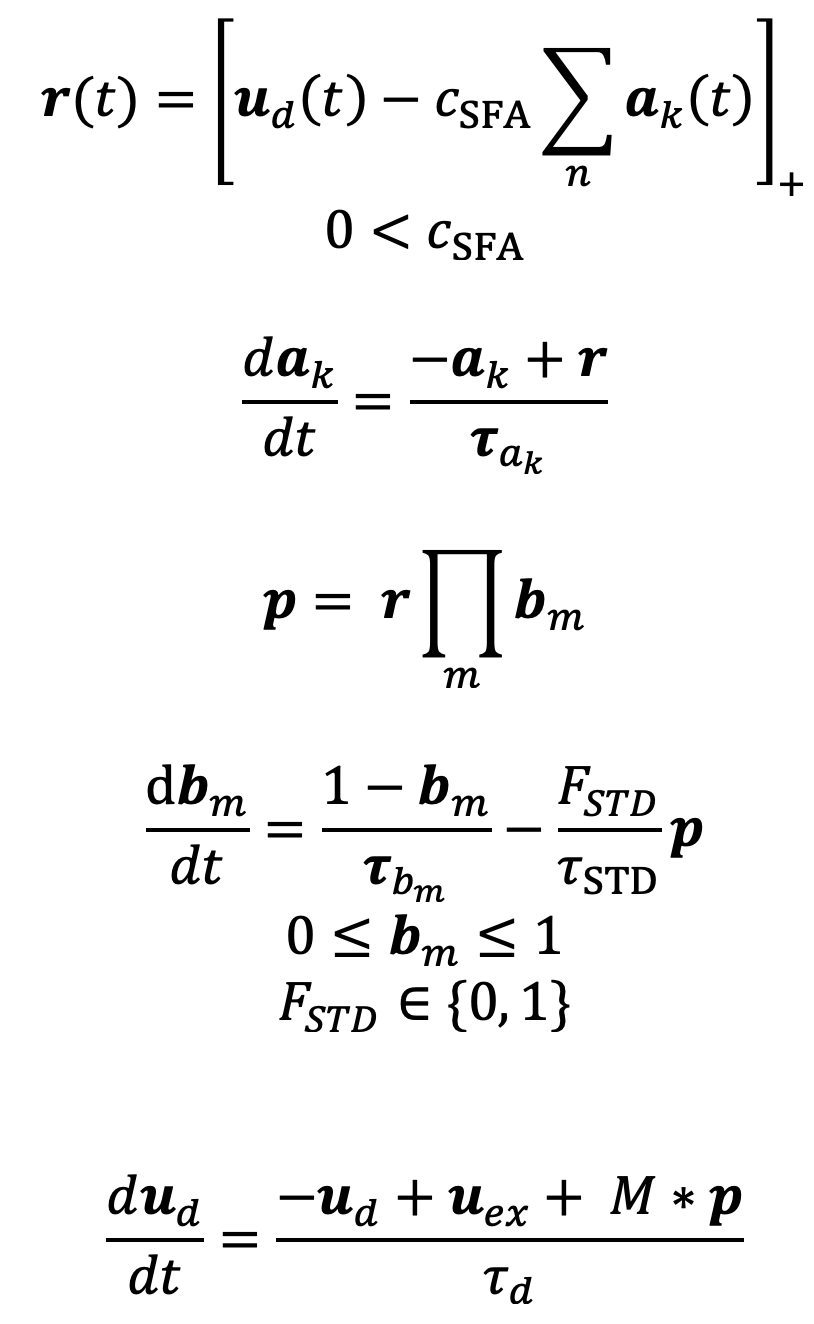 r(t) = [u_d(t) − c_SFA ∑_n a_k(t)]_+
0 < c_SFA
da_k/dt = (−a_k + r)/τ_{a_k}
p = r ∏_m b_m
db_m/dt = (1 − b_m)/τ_{b_m} − (F_STD/τ_STD) p
0 ≤ b_m ≤ 1
F_STD ∈ {0, 1}
du_d/dt = (−u_d + u_ex + M ∗ p)/τ_d